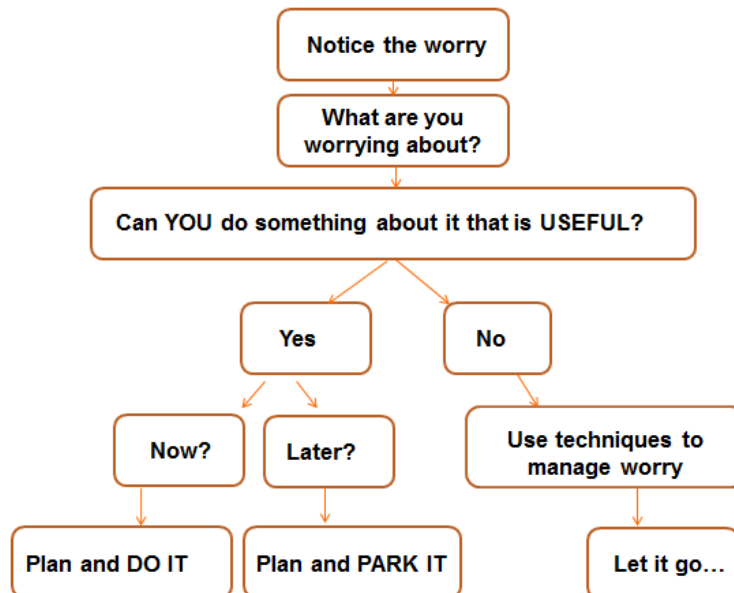 Notice the worry
What are you
worrying about?
Can YOU do something about it that is USEFUL?
Yes
No
Now?
Later?
Use techniques to
manage worry
Plan and DO IT
Plan and PARK IT
Let it go…